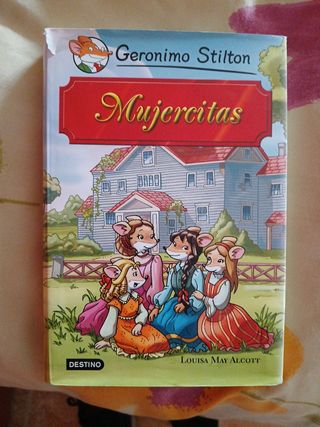 Geronimo Stilton
Mujercitas
Louisa May Alcott
DESTINO